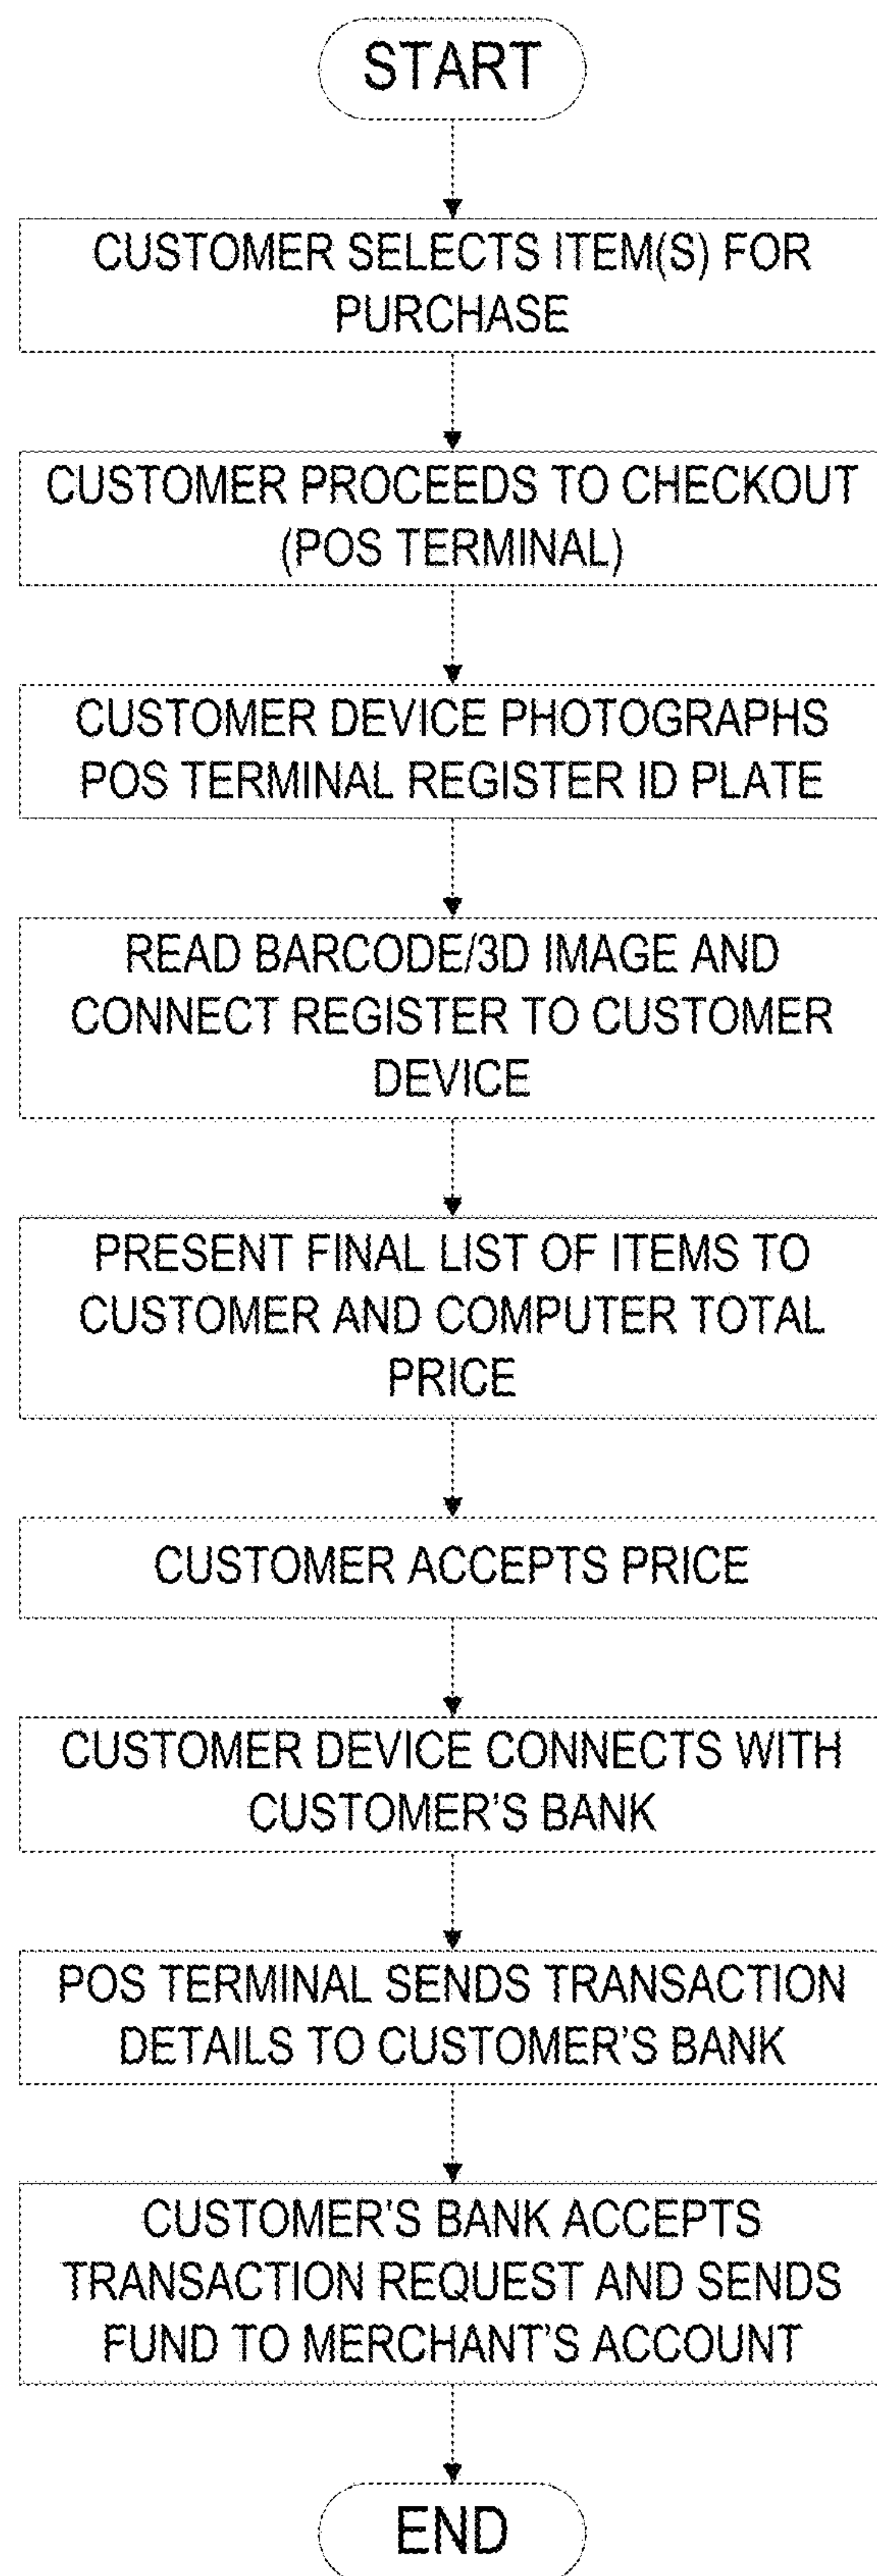 START
CUSTOMER SELECTS ITEM(S) FOR
PURCHASE
CUSTOMER PROCEEDS TO CHECKOUT
(POS TERMINAL)
CUSTOMER DEVICE PHOTOGRAPHS
POS TERMINAL REGISTER ID PLATE
READ BARCODE/3D IMAGE AND
CONNECT REGISTER TO CUSTOMER
DEVICE
PRESENT FINAL LIST OF ITEMS TO
CUSTOMER AND COMPUTER TOTAL
PRICE
CUSTOMER ACCEPTS PRICE
CUSTOMER DEVICE CONNECTS WITH
CUSTOMER'S BANK
POS TERMINAL SENDS TRANSACTION
DETAILS TO CUSTOMER'S BANK
CUSTOMER'S BANK ACCEPTS
TRANSACTION REQUEST AND SENDS
FUND TO MERCHANT'S ACCOUNT
END